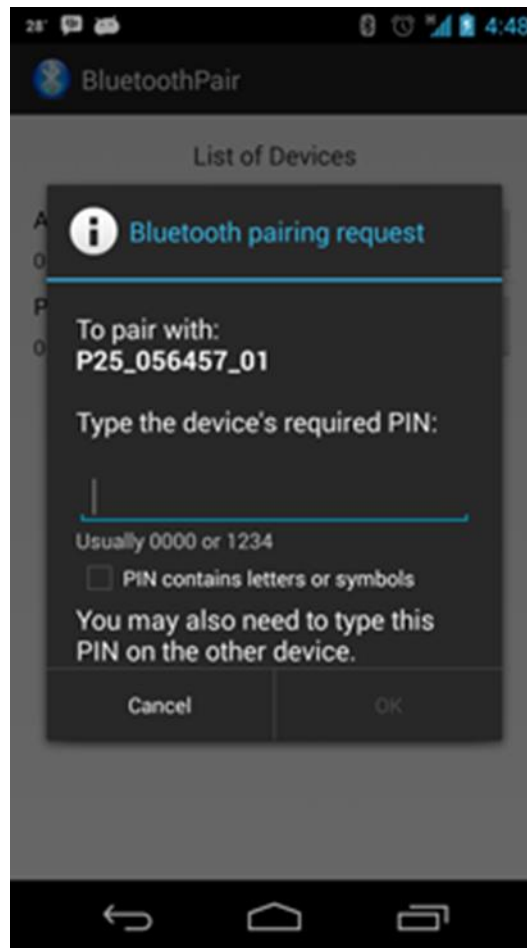 28°
4:48
BluetoothPair
List of Devices
A
0
P
0
Bluetooth pairing request
To pair with:
P25_056457_01
Type the device's required PIN:
Usually 0000 or 1234
PIN contains letters or symbols
You may also need to type this
PIN on the other device.
Cancel
OK